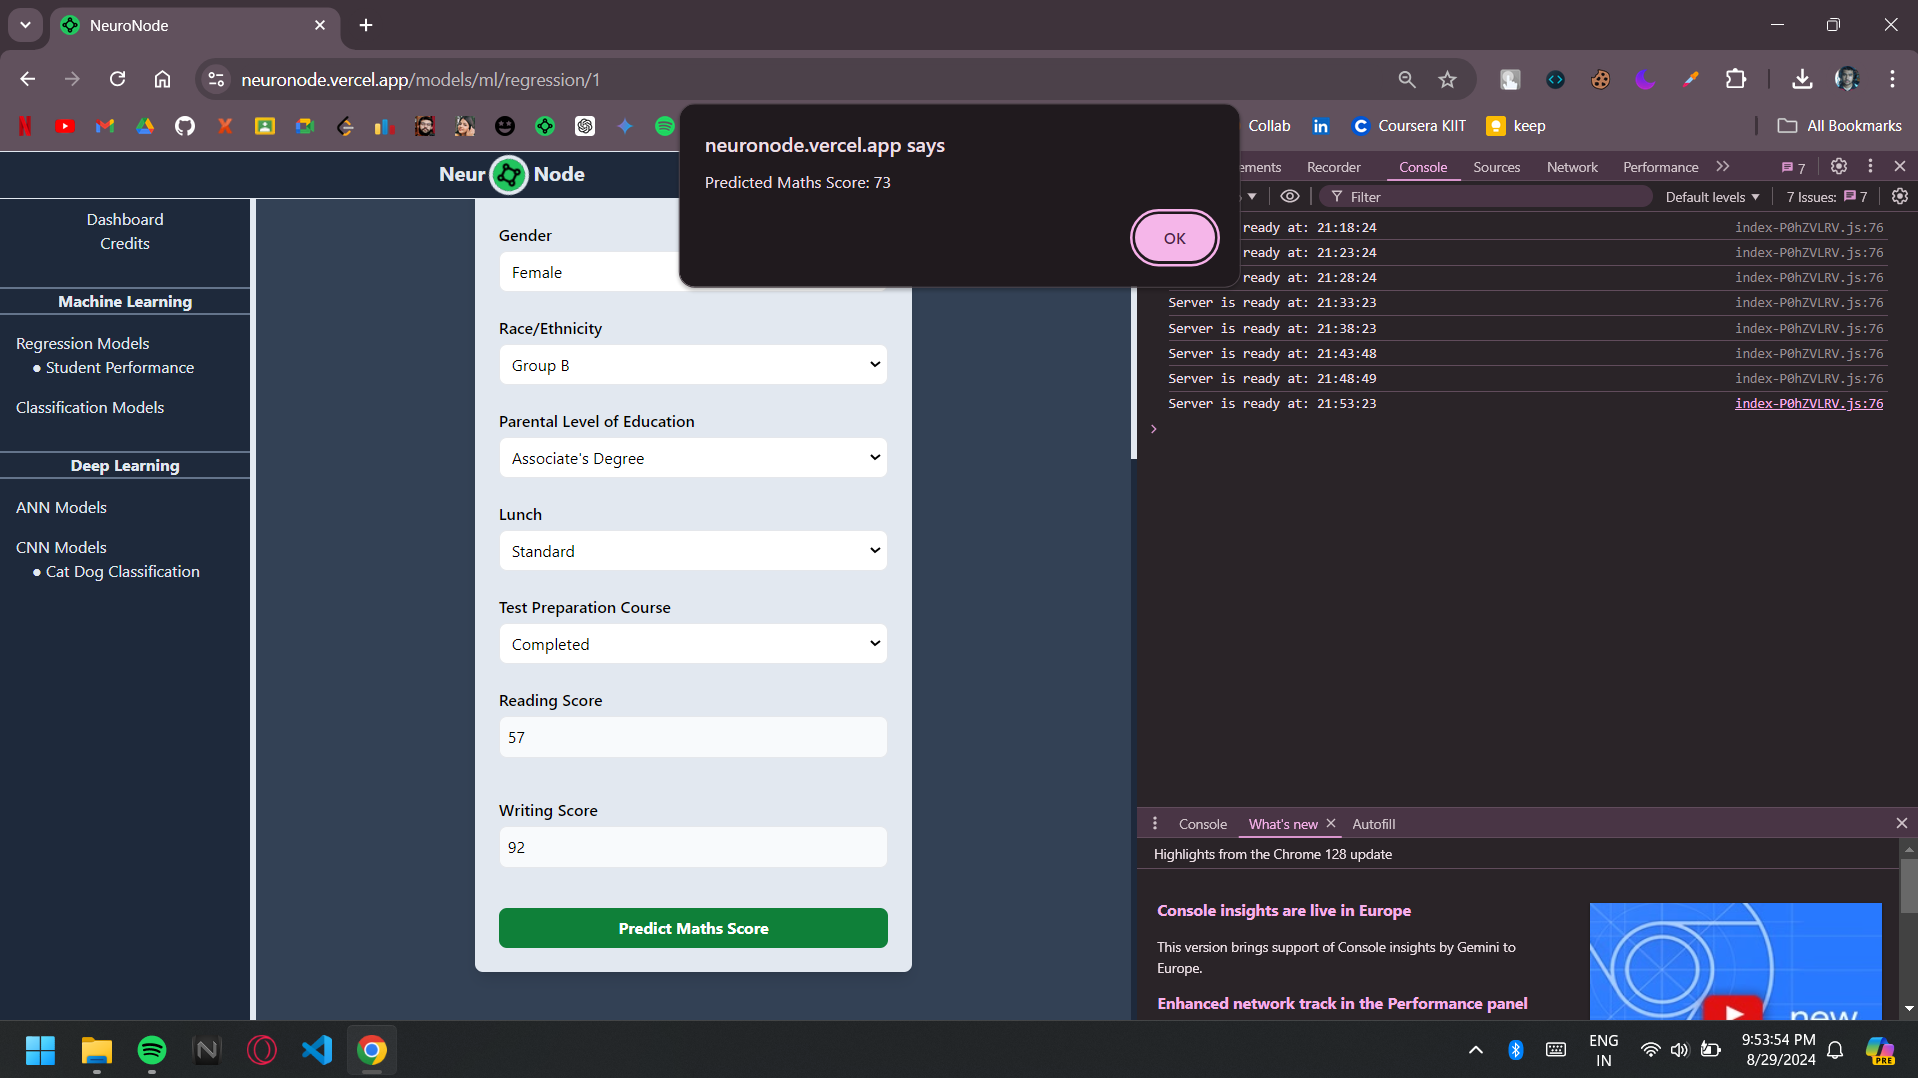 NeuroNode
neuronode.vercel.app/models/ml/regression/1
Collab
Coursera KIIT
keep
All Bookmarks
neuronode.vercel.app says
Predicted Maths Score: 73
OK
Neur Node
Dashboard
Credits
Machine Learning
Regression Models
● Student Performance
Classification Models
Deep Learning
ANN Models
CNN Models
● Cat Dog Classification
Gender
Female
Race/Ethnicity
Group B
Parental Level of Education
Associate's Degree
Lunch
Standard
Test Preparation Course
Completed
Reading Score
57
Writing Score
92
Predict Maths Score
ements Recorder Console Sources Network Performance 7
Filter Default levels 7 Issues: 7
ready at: 21:18:24 index-P0hZVLRV.js:76
ready at: 21:23:24 index-P0hZVLRV.js:76
ready at: 21:28:24 index-P0hZVLRV.js:76
Server is ready at: 21:33:23 index-P0hZVLRV.js:76
Server is ready at: 21:38:23 index-P0hZVLRV.js:76
Server is ready at: 21:43:48 index-P0hZVLRV.js:76
Server is ready at: 21:48:49 index-P0hZVLRV.js:76
Server is ready at: 21:53:23 index-P0hZVLRV.js:76
Console What's new Autofill
Highlights from the Chrome 128 update
Console insights are live in Europe
This version brings support of Console insights by Gemini to
Europe.
Enhanced network track in the Performance panel
new
ENG
IN
9:53:54 PM
8/29/2024
PRE